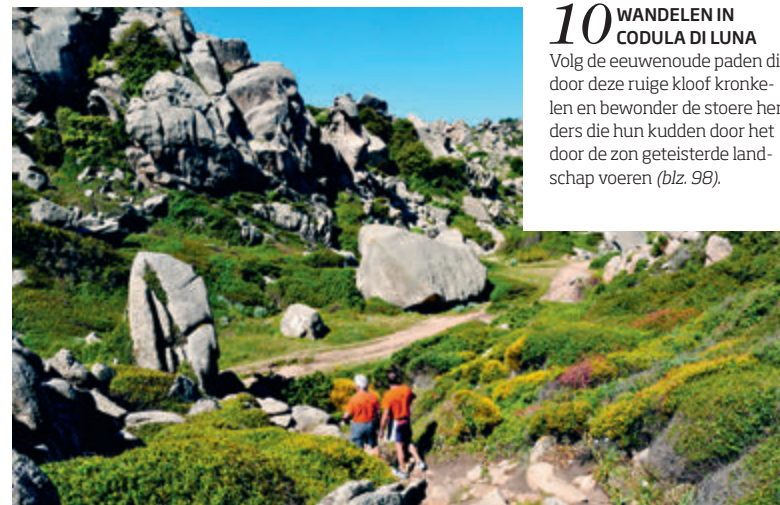 10 WANDELEN IN
CODULA DI LUNA
Volg de eeuwenoude paden di
door deze ruige kloof kronke-
len en bewonder de stoere her
ders die hun kudden door het
door de zon geteisterde land-
schap voeren (blz. 98).